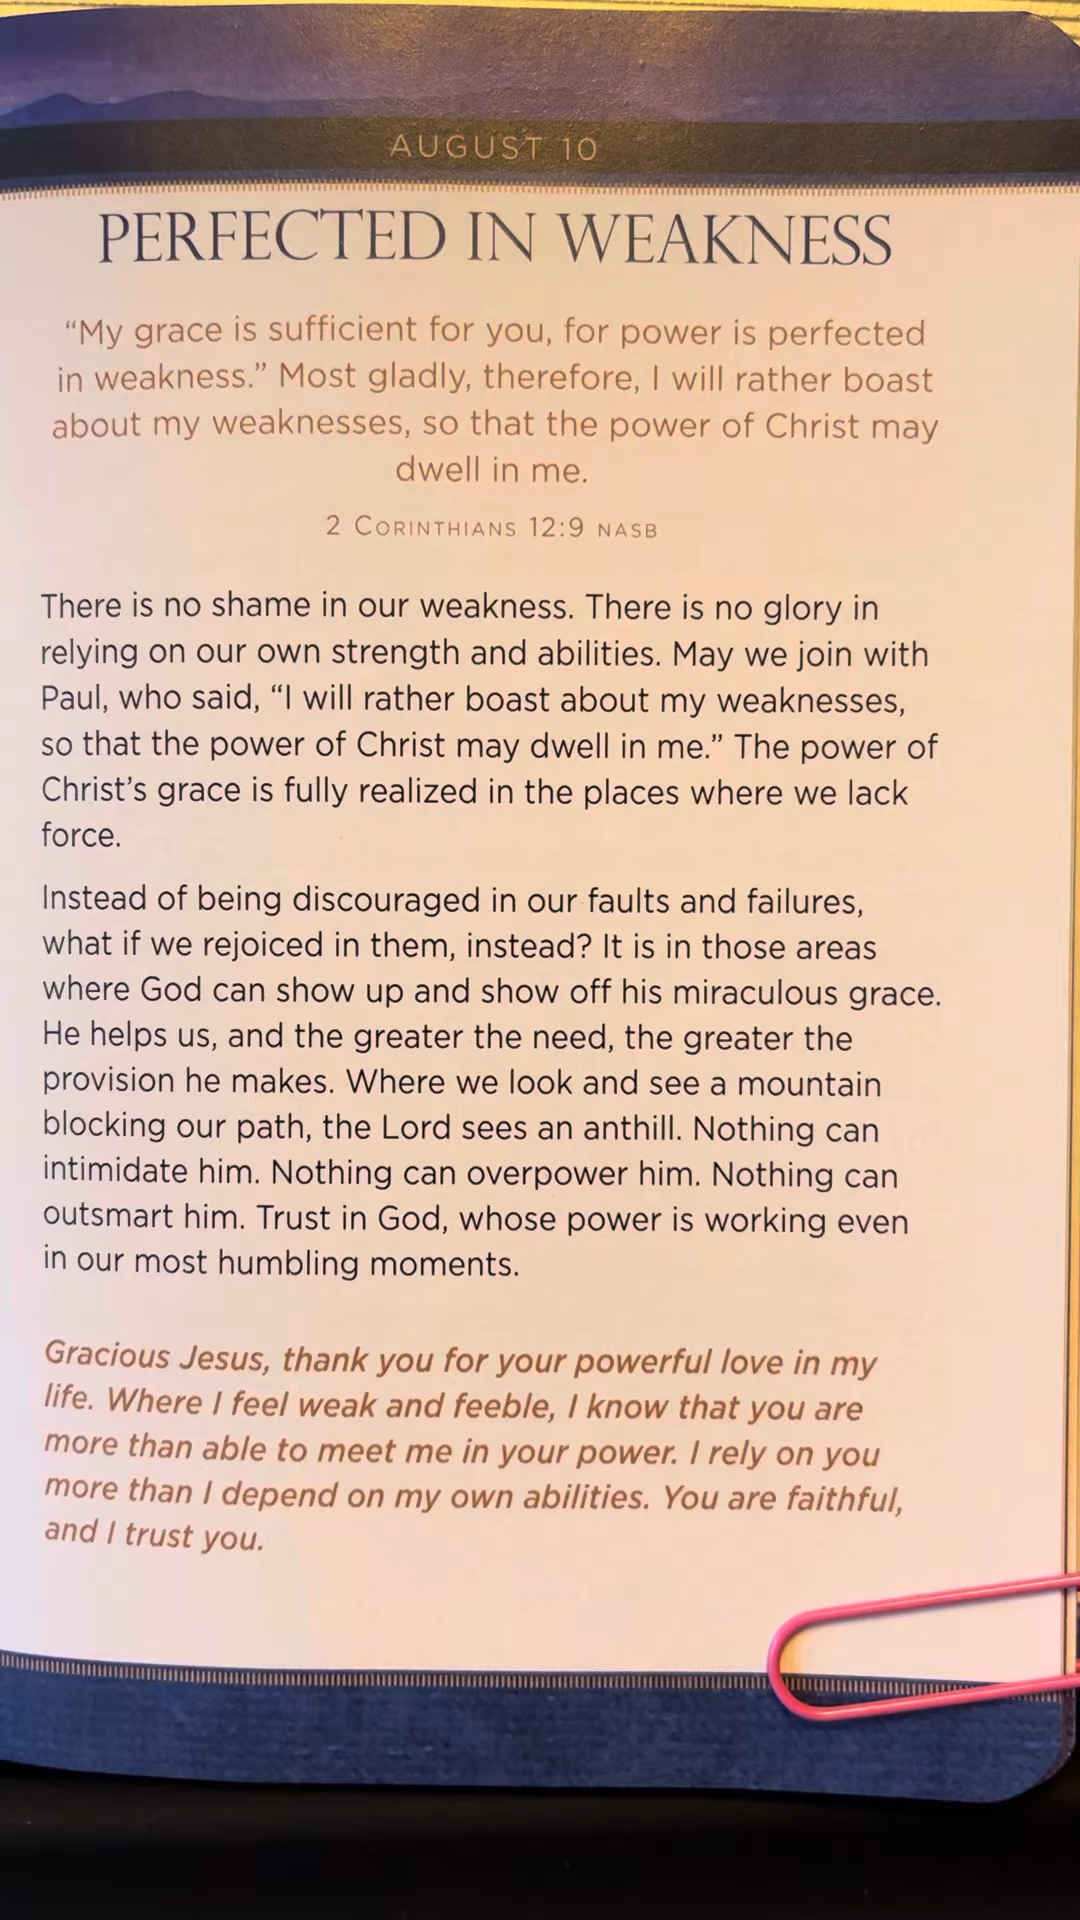 AUGUST 10
PERFECTED IN WEAKNESS
“My grace is sufficient for you, for power is perfected
in weakness.” Most gladly, therefore, I will rather boast
about my weaknesses, so that the power of Christ may
dwell in me.
2 CORINTHIANS 12:9 NASB
There is no shame in our weakness. There is no glory in
relying on our own strength and abilities. May we join with
Paul, who said, “I will rather boast about my weaknesses,
so that the power of Christ may dwell in me.” The power of
Christ’s grace is fully realized in the places where we lack
force.
Instead of being discouraged in our faults and failures,
what if we rejoiced in them, instead? It is in those areas
where God can show up and show off his miraculous grace.
He helps us, and the greater the need, the greater the
provision he makes. Where we look and see a mountain
blocking our path, the Lord sees an anthill. Nothing can
intimidate him. Nothing can overpower him. Nothing can
outsmart him. Trust in God, whose power is working even
in our most humbling moments.
Gracious Jesus, thank you for your powerful love in my
life. Where I feel weak and feeble, I know that you are
more than able to meet me in your power. I rely on you
more than I depend on my own abilities. You are faithful,
and I trust you.